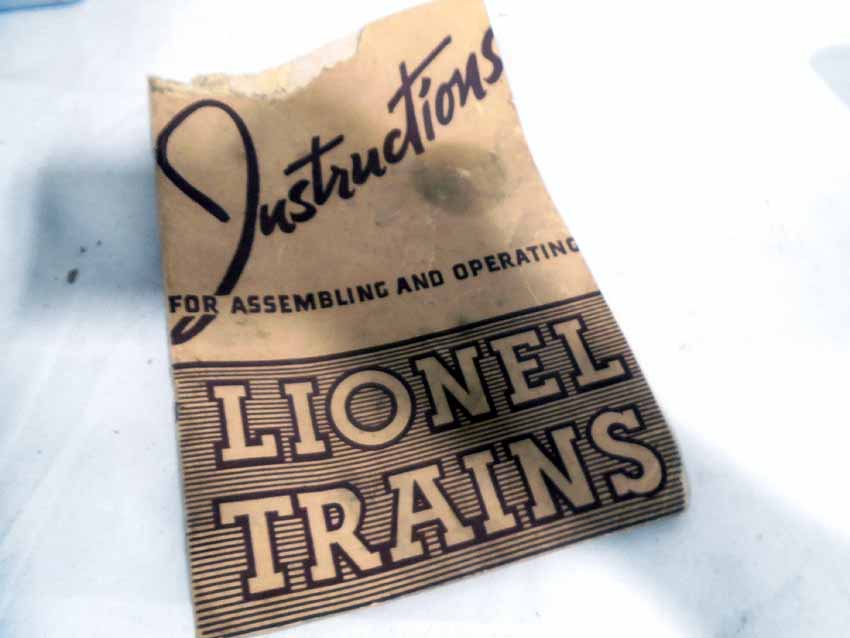 Instructions
FOR ASSEMBLING AND OPERATING
LIONEL
TRAINS